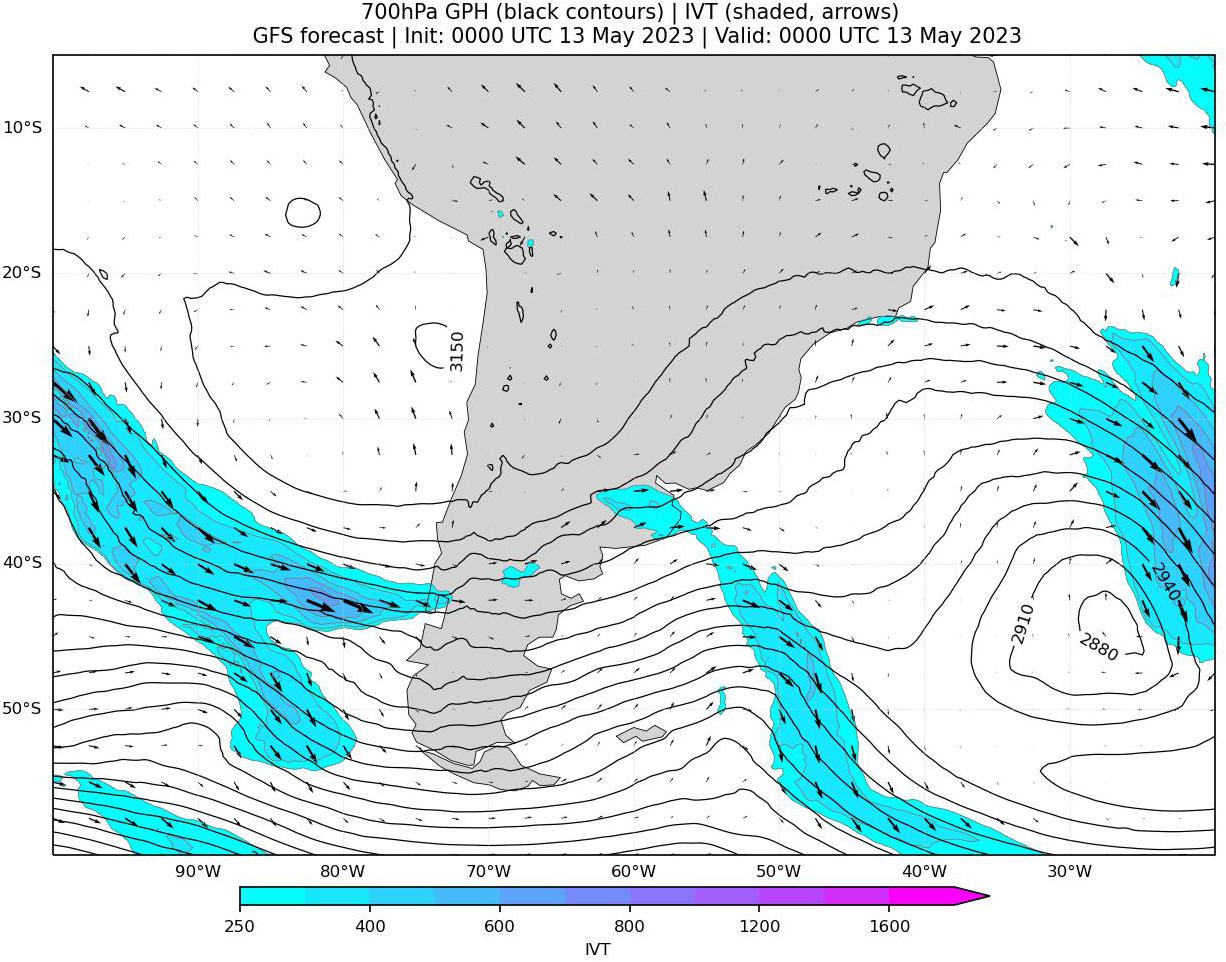 700hPa GPH (black contours) | IVT (shaded, arrows)
GFS forecast | Init: 0000 UTC 13 May 2023 | Valid: 0000 UTC 13 May 2023
10°S
20°S
3150
30°S
40°S
2940
2910
2880
50°S
90°W 80°W 70°W 60°W 50°W 40°W 30°W
250 400 600 800 1200 1600
IVT